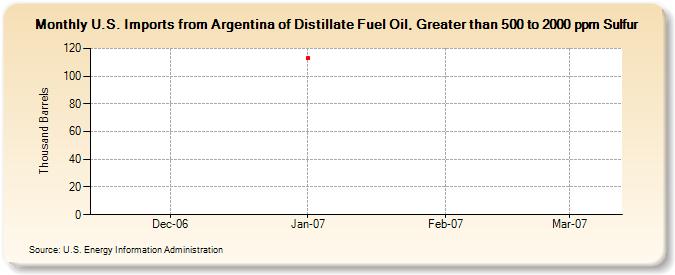 Monthly U.S. Imports from Argentina of Distillate Fuel Oil, Greater than 500 to 2000 ppm Sulfur
Thousand Barrels
120
100
80
60
40
20
0
Dec-06 Jan-07 Feb-07 Mar-07
Source: U.S. Energy Information Administration